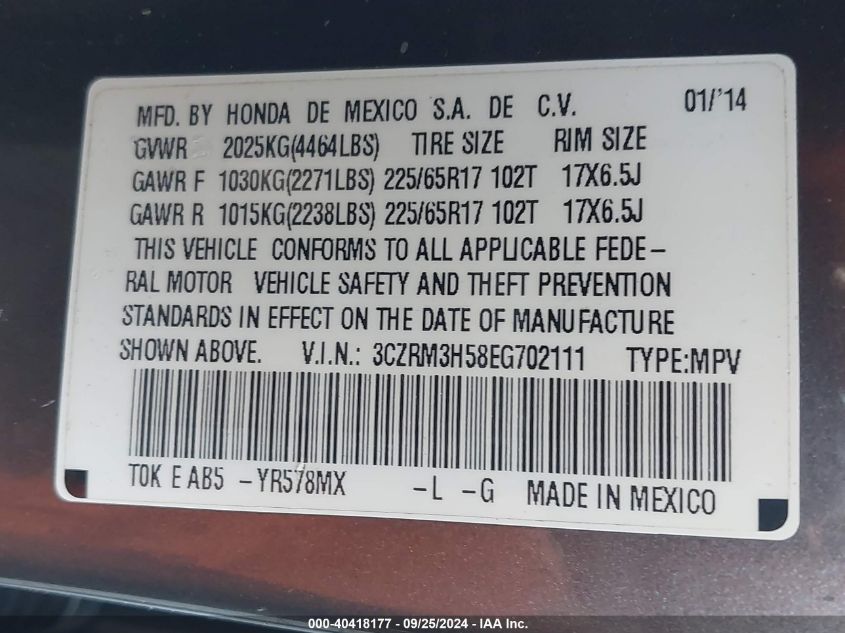 MFD. BY HONDA DE MEXICO S.A. DE C.V. 01/'14
GVWR 2025KG(4464LBS) TIRE SIZE RIM SIZE
GAWR F 1030KG(2271LBS) 225/65R17 102T 17X6.5J
GAWR R 1015KG(2238LBS) 225/65R17 102T 17X6.5J
THIS VEHICLE CONFORMS TO ALL APPLICABLE FEDE-
RAL MOTOR VEHICLE SAFETY AND THEFT PREVENTION
STANDARDS IN EFFECT ON THE DATE OF MANUFACTURE
SHOWN ABOVE. V.I.N.: 3CZRM3H58EG702111 TYPE:MPV
TOK E AB5 -YR578MX -L -G MADE IN MEXICO
000-40418177 - 09/25/2024 - IAA Inc.